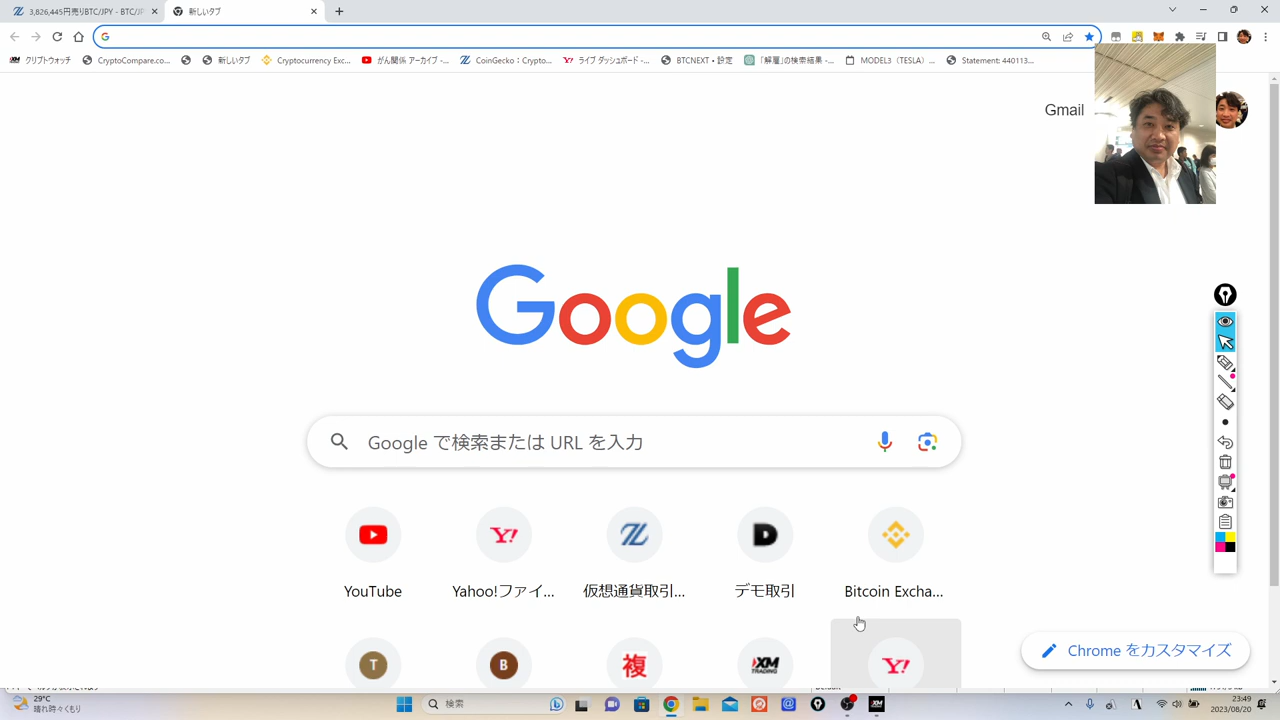 3,826,445円売りBTC/JPY - BTC/JP
新しいタブ
クリプトウォッチ
CryptoCompare.co...
新しいタブ
Cryptocurrency Exc...
がん関係 アーカイブ -...
CoinGecko：Crypto...
ライブ ダッシュボード -...
BTCNEXT • 設定
「解雇」の検索結果 -...
MODEL3（TESLA）...
Statement: 440113...
Gmail
Google
Google で検索または URL を入力
YouTube
Yahoo!ファイ...
仮想通貨取引...
デモ取引
Bitcoin Excha...
T
B
複
XM
TRADING
Y!
Chrome をカスタマイズ
29°C
晴れ時々くもり
検索
A
23:49
2023/08/20